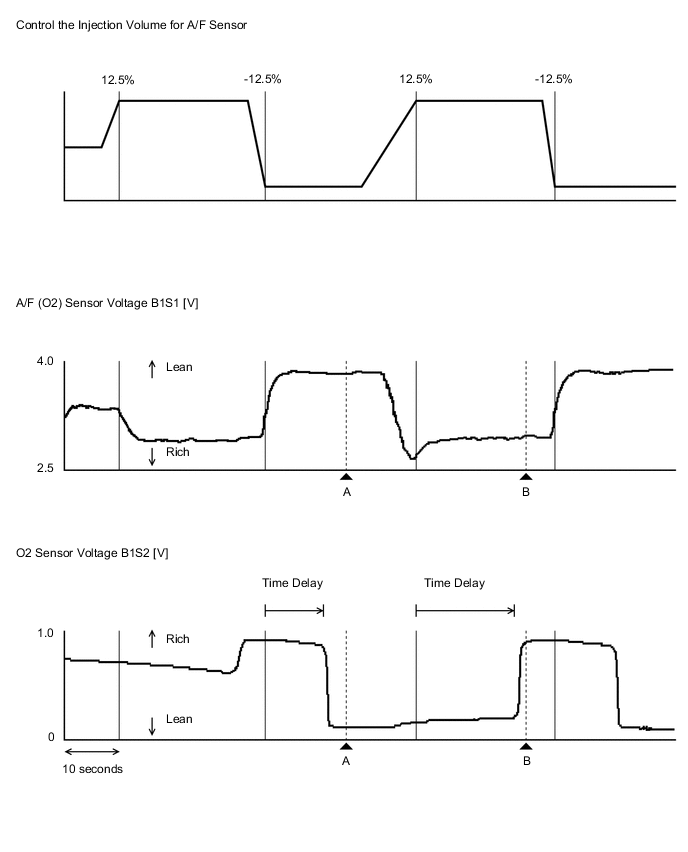 Control the Injection Volume for A/F Sensor
12.5% -12.5% 12.5% -12.5%
A/F (O2) Sensor Voltage B1S1 [V]
4.0
Lean
Rich
2.5
A B
O2 Sensor Voltage B1S2 [V]
Time Delay Time Delay
1.0
Rich
Lean
0
A B
10 seconds